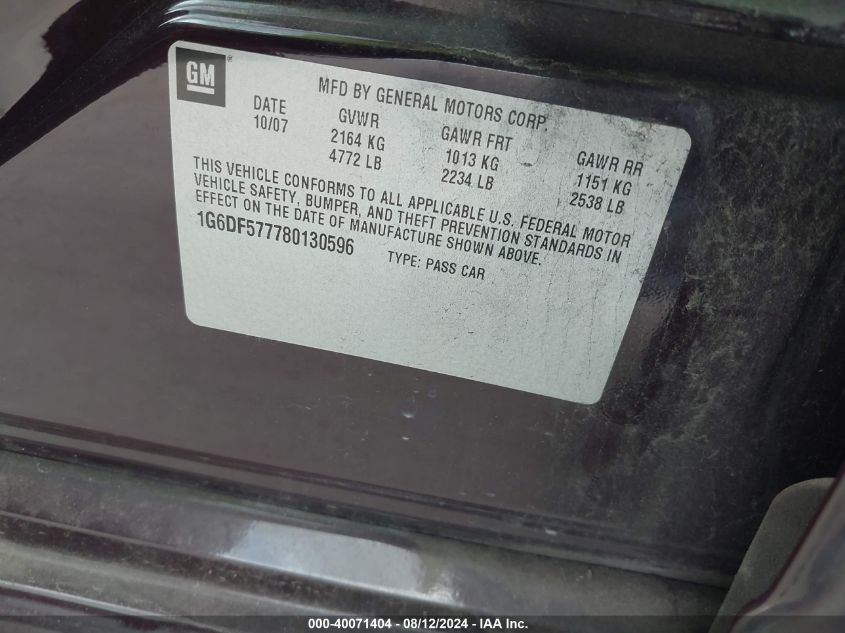 GM®
MFD BY GENERAL MOTORS CORP.
DATE GVWR GAWR FRT GAWR RR
10/07 2164 KG 1013 KG 1151 KG
4772 LB 2234 LB 2538 LB
THIS VEHICLE CONFORMS TO ALL APPLICABLE U.S. FEDERAL MOTOR
VEHICLE SAFETY, BUMPER, AND THEFT PREVENTION STANDARDS IN
EFFECT ON THE DATE OF MANUFACTURE SHOWN ABOVE.
1G6DF577780130596 TYPE: PASS CAR
000-40071404 - 08/12/2024 - IAA Inc.